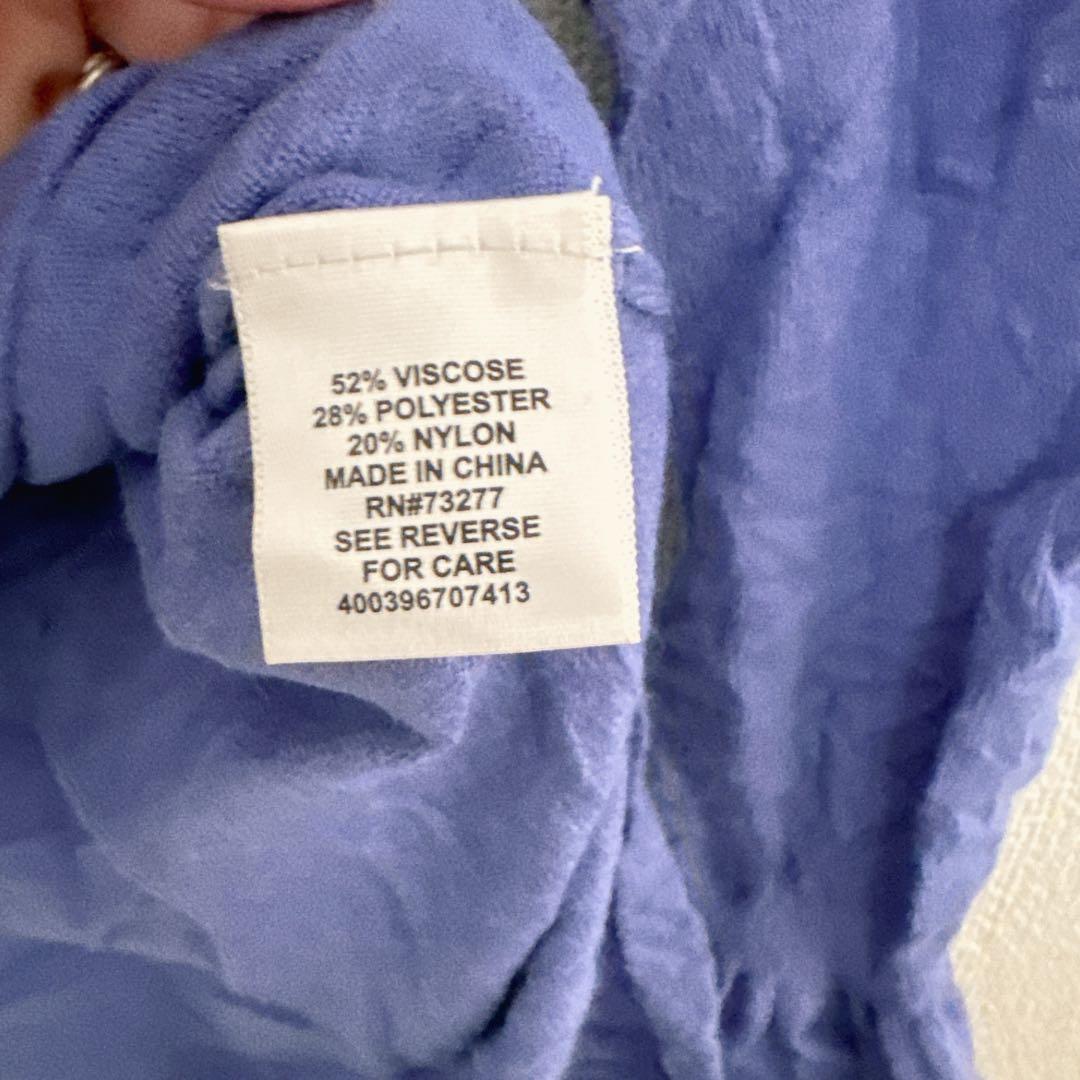 52% VISCOSE
28% POLYESTER
20% NYLON
MADE IN CHINA
RN#73277
SEE REVERSE
FOR CARE
400396707413